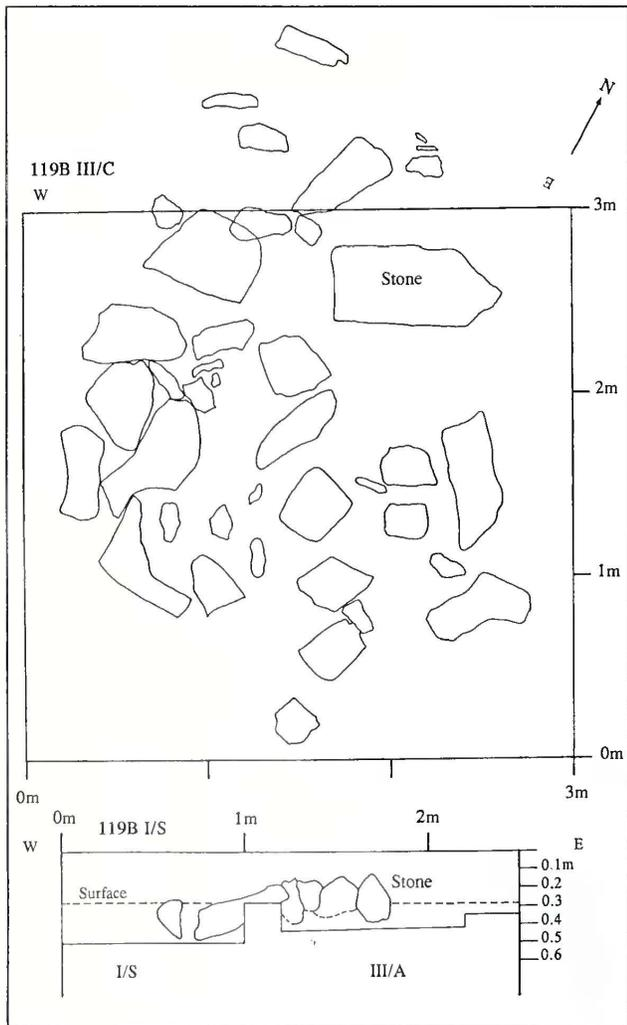 N
119B III/C
W
E
3m
Stone
2m
1m
0m
0m
3m
0m
119B I/S
1m
2m
W
E
0.1m
Surface
Stone
0.2
0.3
0.4
0.5
0.6
I/S
III/A